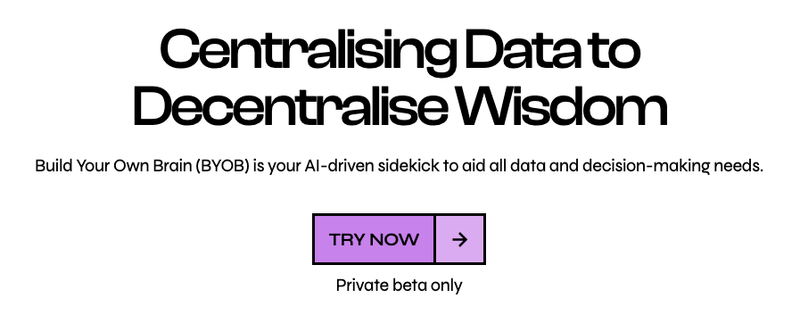 Centralising Data to
Decentralise Wisdom
Build Your Own Brain (BYOB) is your AI-driven sidekick to aid all data and decision-making needs.
TRY NOW →
Private beta only